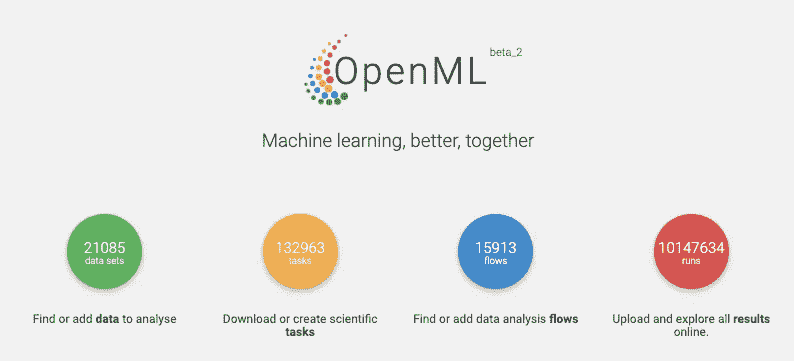 OpenML beta_2
Machine learning, better, together
21085
data sets
132963
tasks
15913
flows
10147634
runs
Find or add data to analyse
Download or create scientific
tasks
Find or add data analysis flows
Upload and explore all results
online.